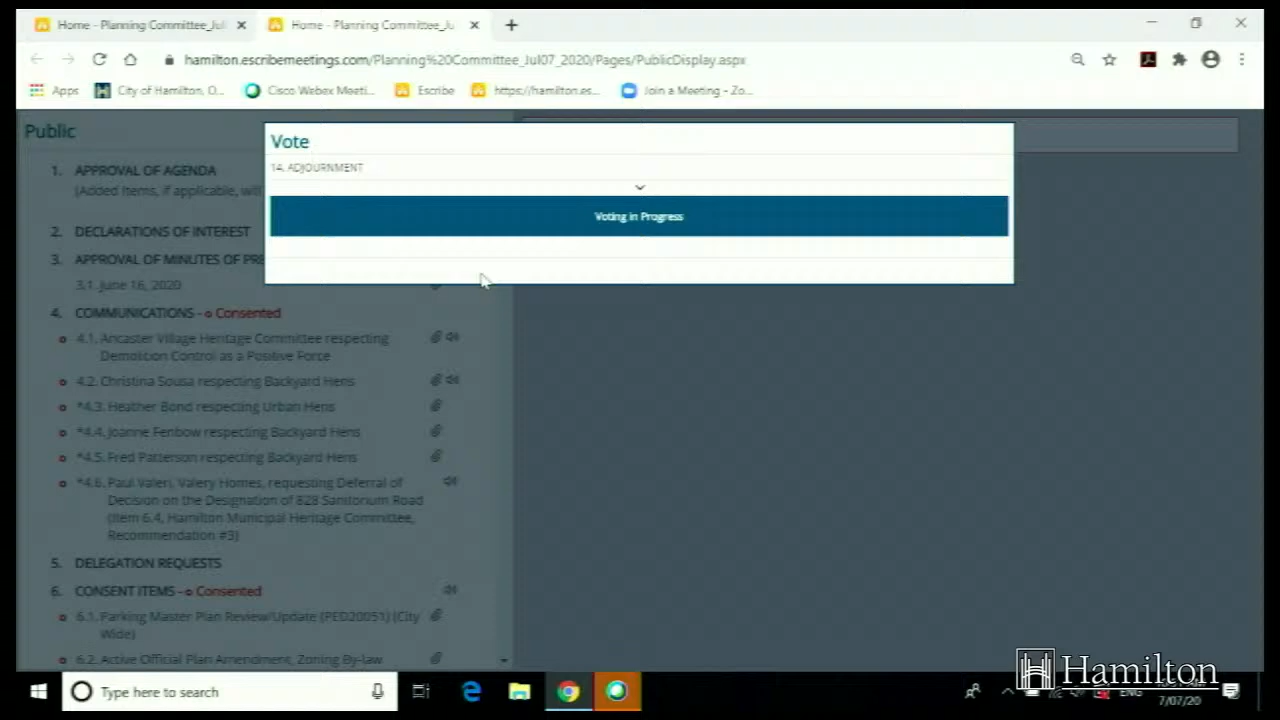 Home - Planning Committee_Jul
Home - Planning Committee_Ju
hamilton.escribemeetings.com/Planning%20Committee_Jul07_2020/Pages/PublicDisplay.aspx
Apps
City of Hamilton, O...
Cisco Webex Meeti...
Escribe
https://hamilton.es...
Join a Meeting - Zo...
Public
Vote
14. ADJOURNMENT
Voting in Progress
1. APPROVAL OF AGENDA
(Added Items, if applicable, will
2. DECLARATIONS OF INTEREST
3. APPROVAL OF MINUTES OF PRE
3.1. June 16, 2020
4. COMMUNICATIONS - Consented
4.1. Ancaster Village Heritage Committee respecting
Demolition Control as a Positive Force
4.2. Christina Sousa respecting Backyard Hens
*4.3. Heather Bond respecting Urban Hens
*4.4. Joanne Fenbow respecting Backyard Hens
*4.5. Fred Patterson respecting Backyard Hens
*4.6. Paul Valeri, Valery Homes, requesting Deferral of
Decision on the Designation of 828 Sanitorium Road
(Item 6.4, Hamilton Municipal Heritage Committee,
Recommendation #3)
5. DELEGATION REQUESTS
6. CONSENT ITEMS - Consented
6.1. Parking Master Plan Review/Update (PED20051) (City
Wide)
6.2. Active Official Plan Amendment, Zoning By-law
Hamilton
Type here to search
ENG
7/07/20